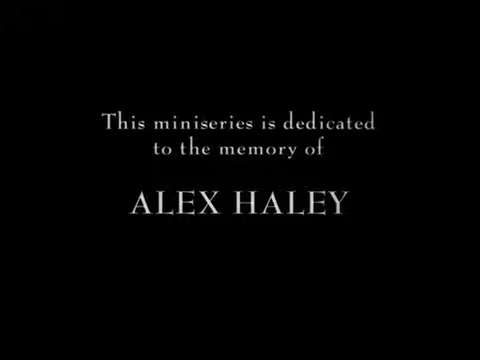 This miniseries is dedicated
to the memory of
ALEX HALEY